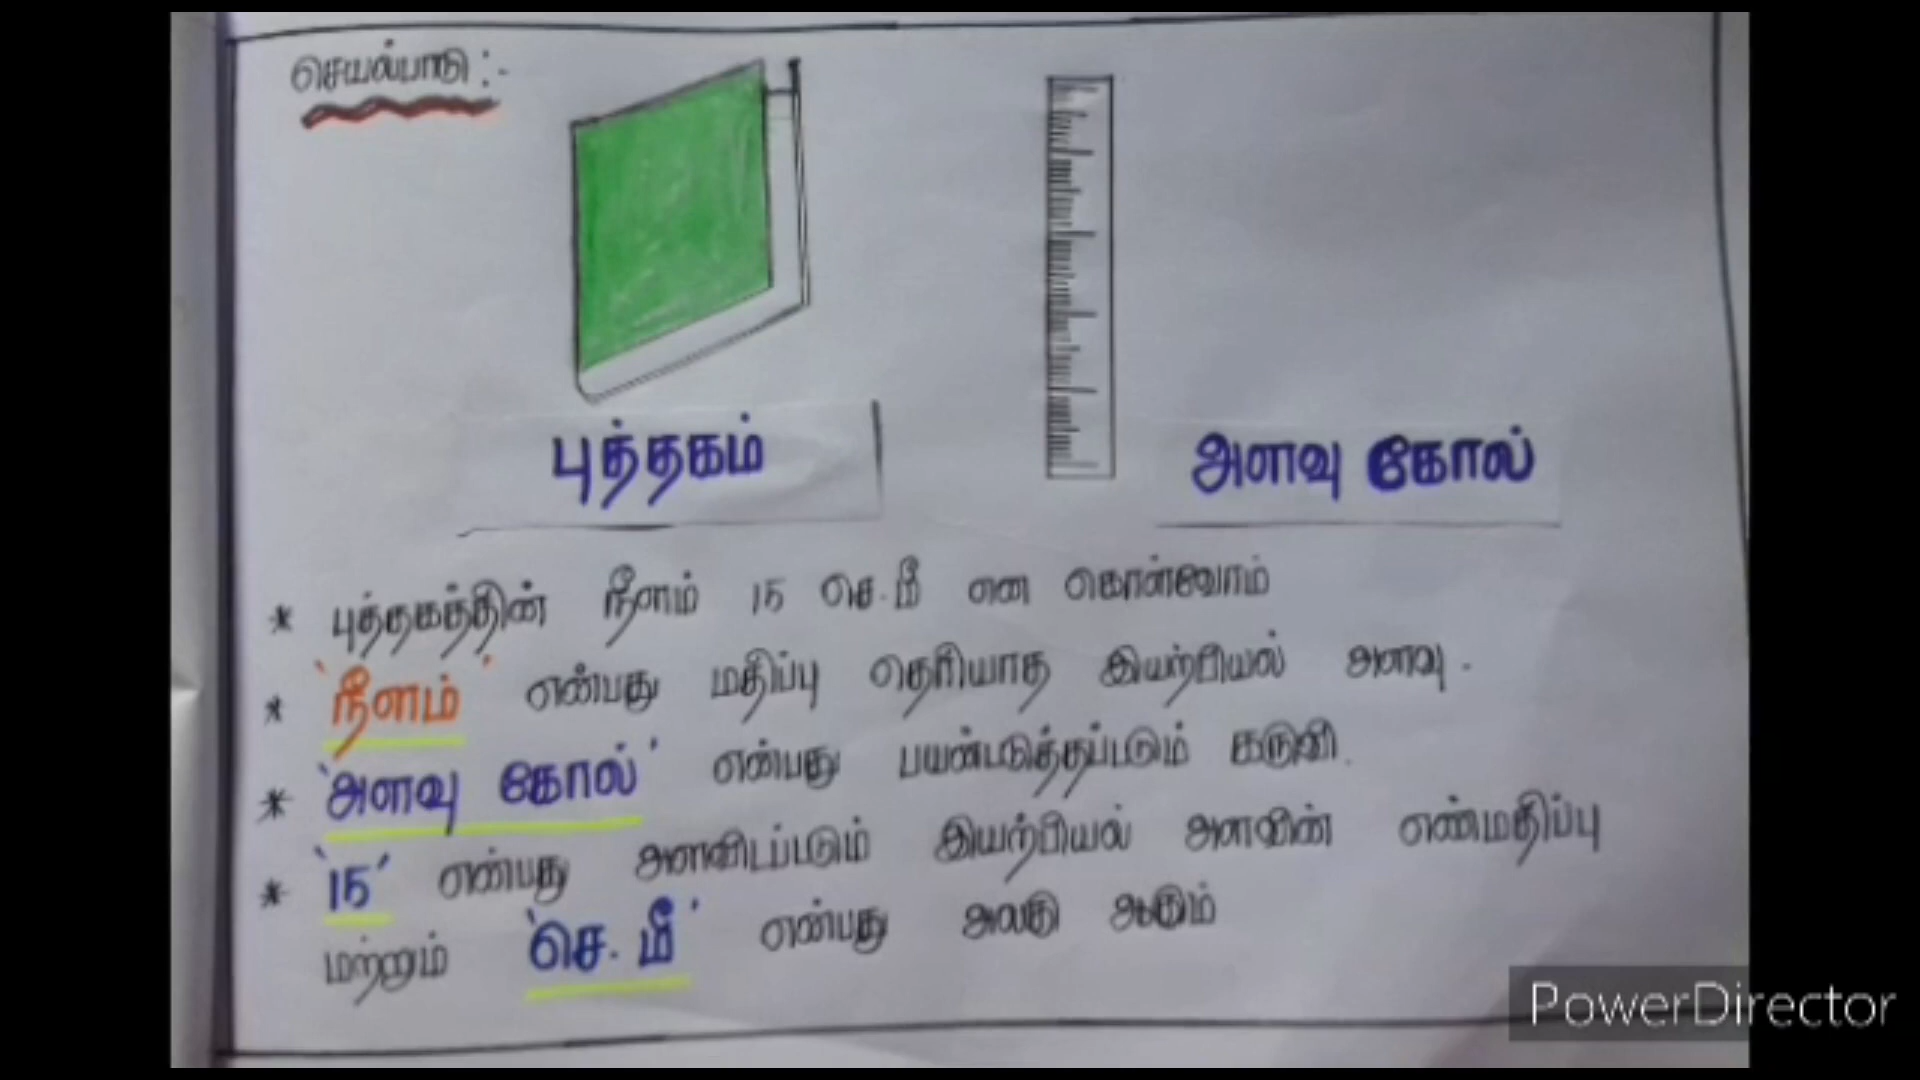 செயல்பாடு :-
புத்தகம்
அளவு கோல்
* புத்தகத்தின் நீளம் 15 செ.மீ என கொள்வோம்
* 'நீளம்' என்பது மதிப்பு தெரியாத இயற்பியல் அளவு.
* 'அளவு கோல்' என்பது பயன்படுத்தப்படும் கருவி.
* '15' என்பது அளவிடப்படும் இயற்பியல் அளவின் எண்மதிப்பு
மற்றும் 'செ.மீ' என்பது அலகு ஆகும்
PowerDirector